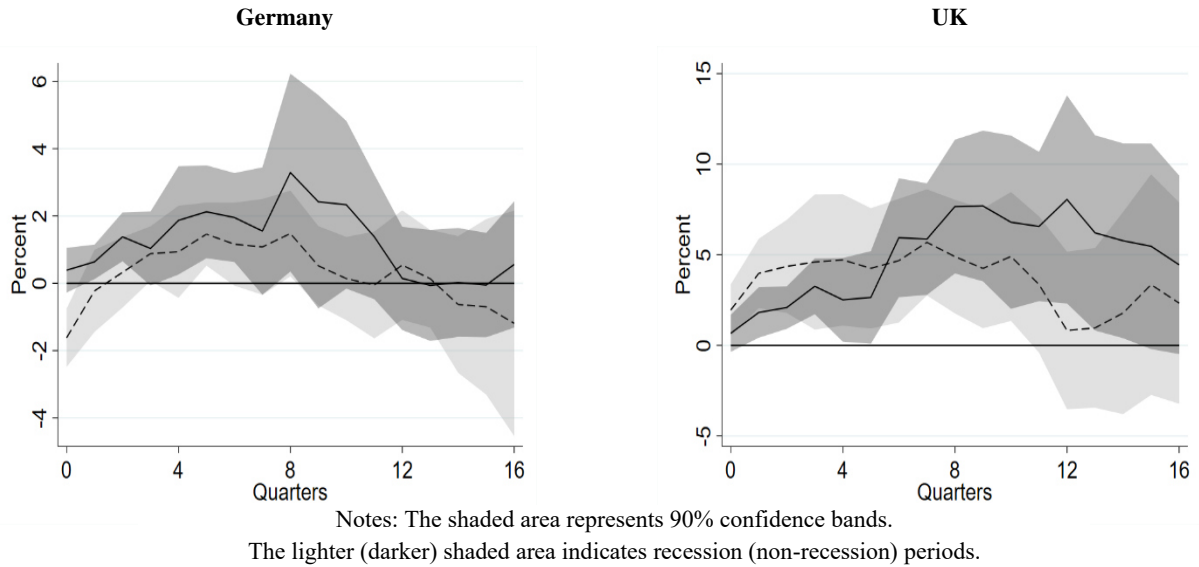 Germany
UK
Percent
6
4
2
0
-2
-4
0
4
8
12
16
Quarters
Percent
15
10
5
0
-5
0
4
8
12
16
Quarters
Notes: The shaded area represents 90% confidence bands.
The lighter (darker) shaded area indicates recession (non-recession) periods.